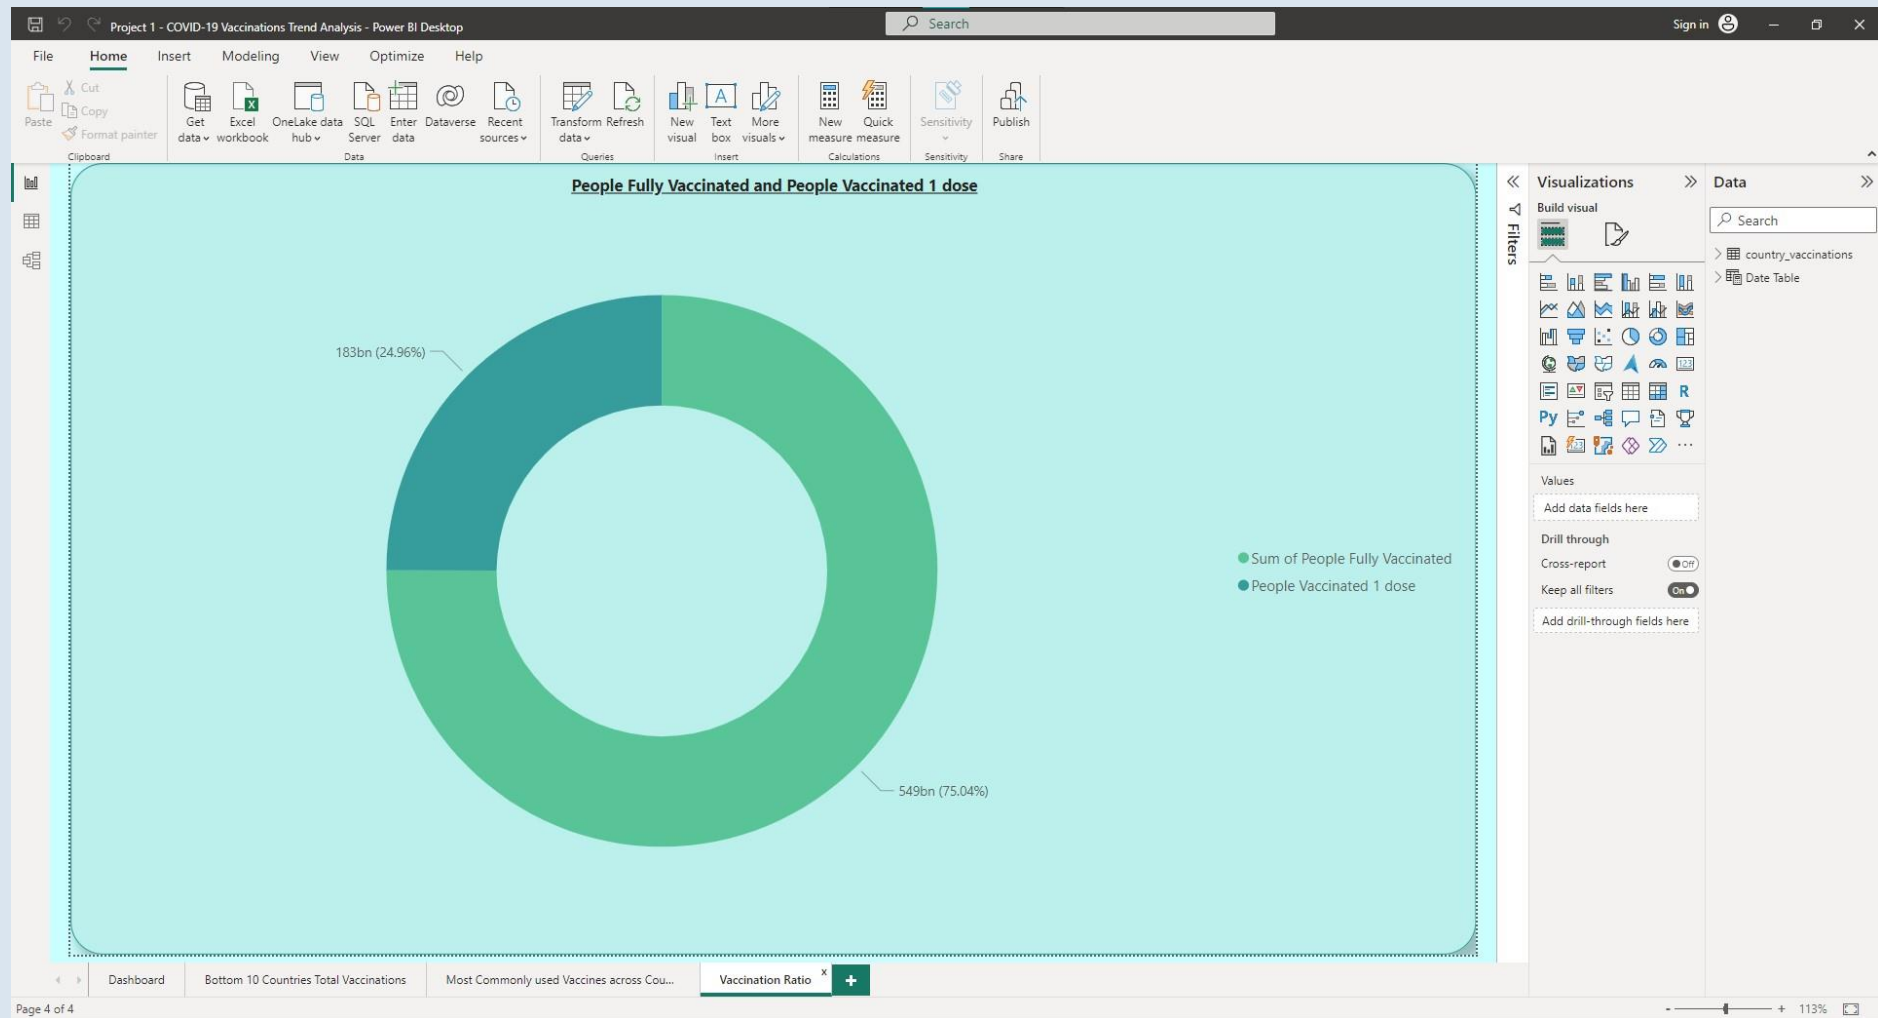 Project 1 - COVID-19 Vaccinations Trend Analysis - Power BI Desktop
Search
Sign in
File Home Insert Modeling View Optimize Help
Paste
Cut
Copy
Format painter
Clipboard
Get data
Excel workbook
OneLake data hub
SQL Server
Enter data
Dataverse
Recent sources
Data
Transform data
Refresh
Queries
New visual
A
Text box
More visuals
Insert
New measure
Quick measure
Calculations
Sensitivity
Sensitivity
Publish
Share
People Fully Vaccinated and People Vaccinated 1 dose
183bn (24.96%)
549bn (75.04%)
Sum of People Fully Vaccinated
People Vaccinated 1 dose
Filters
Visualizations
Build visual
123
R
Py
123
Values
Add data fields here
Drill through
Cross-report
Off
Keep all filters
On
Add drill-through fields here
Data
Search
country_vaccinations
Date Table
Dashboard
Bottom 10 Countries Total Vaccinations
Most Commonly used Vaccines across Cou...
Vaccination Ratio
x
+
Page 4 of 4
- + 113%